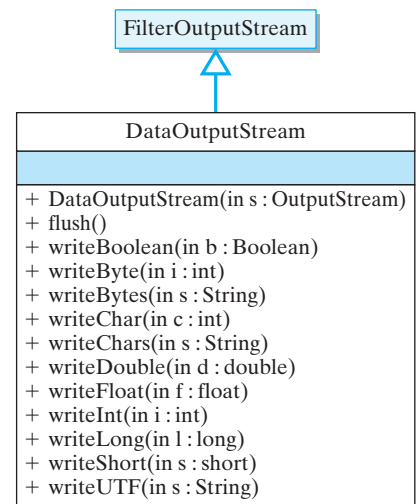 FilterOutputStream
DataOutputStream
+ DataOutputStream(in s : OutputStream)
+ flush()
+ writeBoolean(in b : Boolean)
+ writeByte(in i : int)
+ writeBytes(in s : String)
+ writeChar(in c : int)
+ writeChars(in s : String)
+ writeDouble(in d : double)
+ writeFloat(in f : float)
+ writeInt(in i : int)
+ writeLong(in l : long)
+ writeShort(in s : short)
+ writeUTF(in s : String)